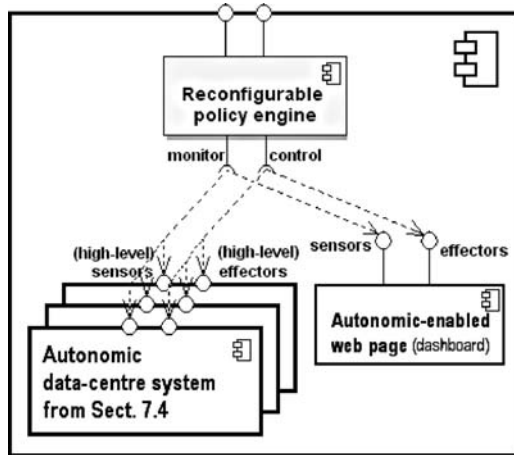 Reconfigurable
policy engine
monitor control
sensors effectors
(high-level) (high-level)
sensors effectors
Autonomic-enabled
web page (dashboard)
Autonomic
data-centre system
from Sect. 7.4